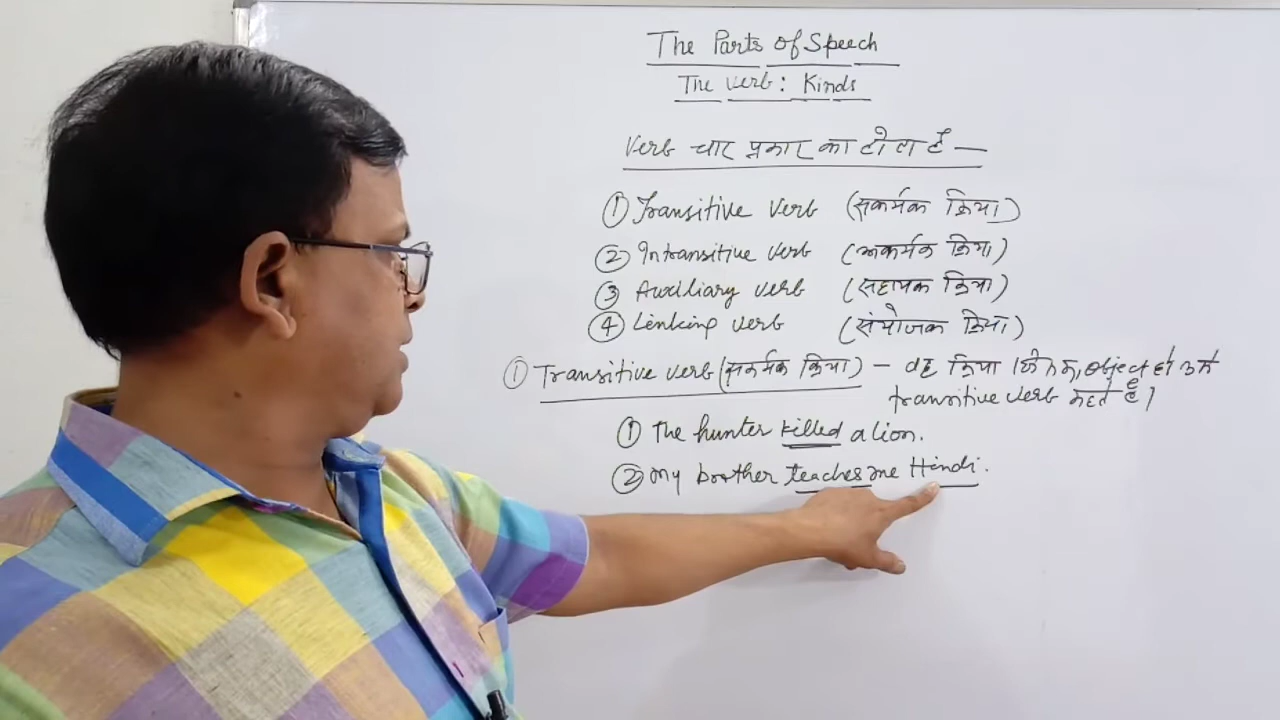 The Parts of Speech
The Verb: Kinds
Verb चार प्रकार का होता है —
① Transitive verb (सकर्मक क्रिया)
② Intransitive verb (अकर्मक क्रिया)
③ Auxiliary verb (सहायक क्रिया)
④ Linking verb (संयोजक क्रिया)
① Transitive verb (सकर्मक क्रिया) — वह क्रिया जिसका object हो उसे
transitive verb कहते हैं।
① The hunter killed a lion.
② My brother teaches me Hindi.